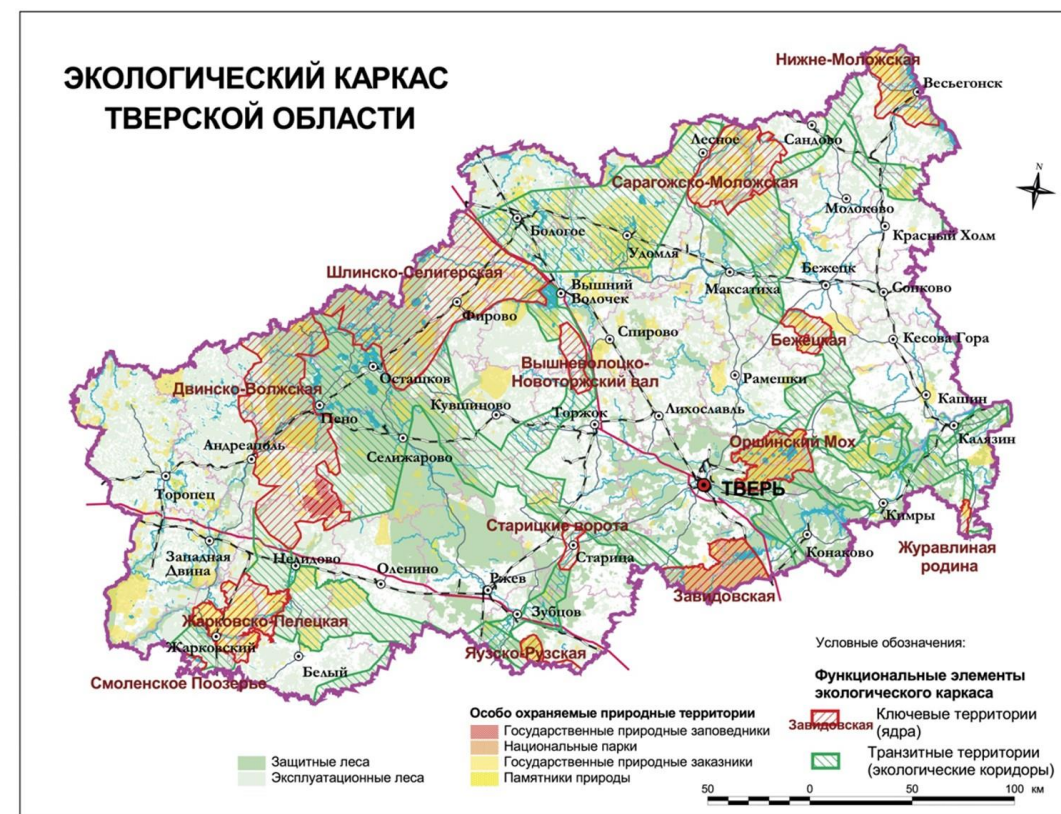 ЭКОЛОГИЧЕСКИЙ КАРКАС
ТВЕРСКОЙ ОБЛАСТИ
Нижне-Моложская
Весьегонск
N
Лесное
Сандово
Сарагожско-Моложская
Молоково
Бологое
Красный Холм
Удомля
Шлинско-Селигерская
Вышний
Волочек
Максатиха
Бежецк
Сонково
Фирово
Спирово
Бежецкая
Кесова Гора
Вышневолоцко-
Новоторжский вал
Осташков
Рамешки
Двинско-Волжская
Кашин
Пено
Кувшиново
Торжок
Лихославль
Калязин
Андреаполь
Селижарово
Оршинский Мох
Торопец
ТВЕРЬ
Кимры
Старицкие ворота
Западная
Двина
Нелидово
Старица
Конаково
Журавлиная
родина
Оленино
Ржев
Завидовская
Зубцов
Жарковско-Пелецкая
Жарковский
Белый
Яузско-Рузская
Смоленское Поозерье
Условные обозначения:
Функциональные элементы
экологического каркаса
Завидовская
Ключевые территории
(ядра)
Транзитные территории
(экологические коридоры)
Особо охраняемые природные территории
Государственные природные заповедники
Национальные парки
Государственные природные заказники
Памятники природы
Защитные леса
Эксплуатационные леса
50 0 50 100 км